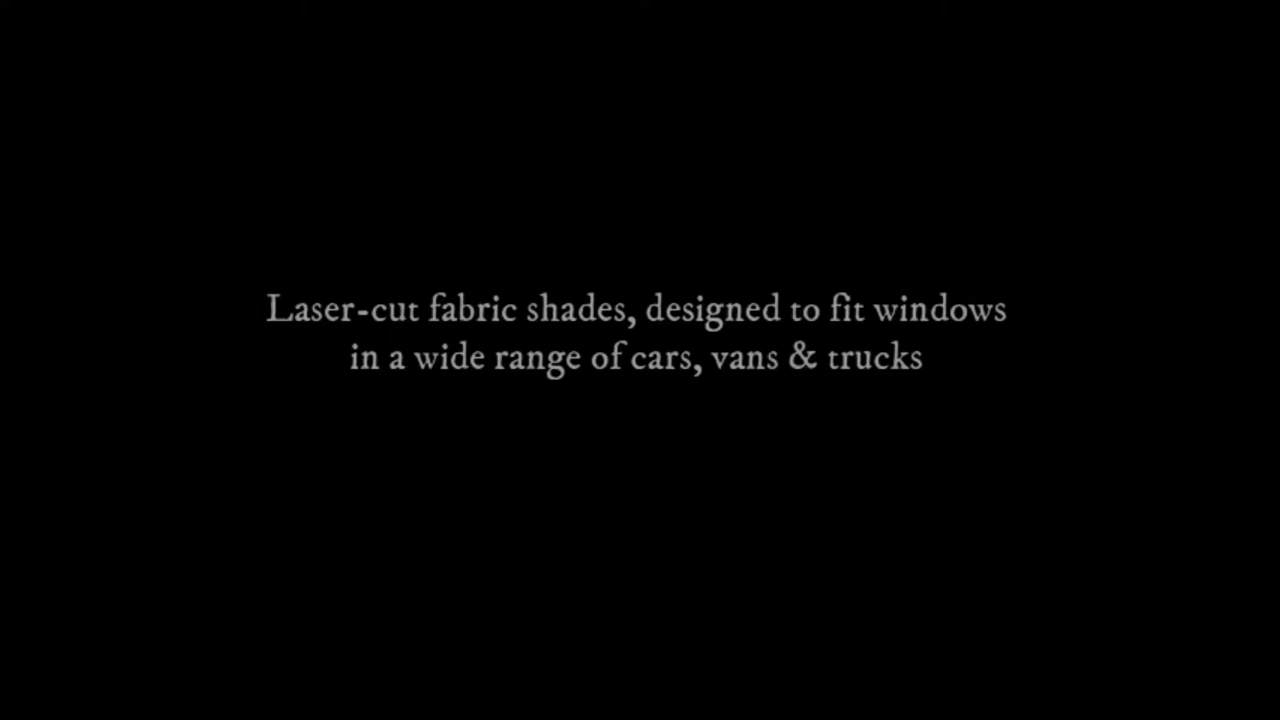 Laser-cut fabric shades, designed to fit windows
in a wide range of cars, vans & trucks